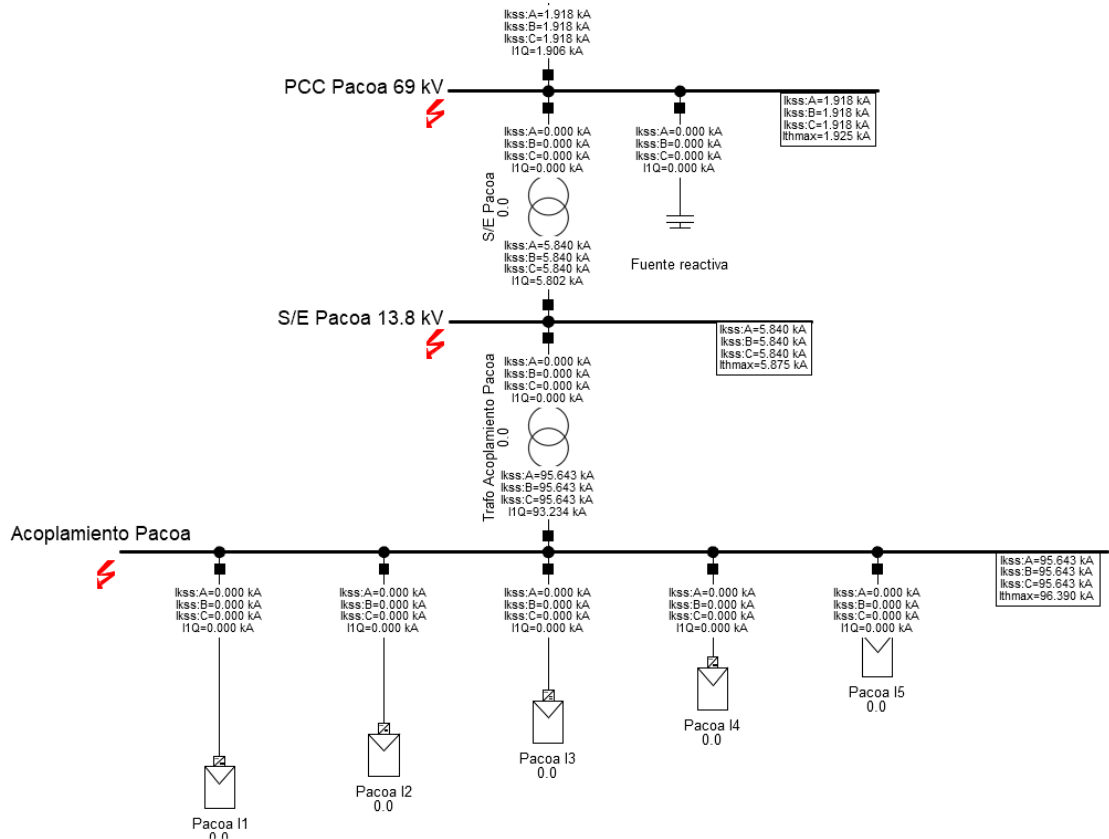 Ikss:A=1.918 kA
Ikss:B=1.918 kA
Ikss:C=1.918 kA
I1Q=1.906 kA
PCC Pacoa 69 kV
Ikss:A=1.918 kA
Ikss:B=1.918 kA
Ikss:C=1.918 kA
Ithmax=1.925 kA
Ikss:A=0.000 kA
Ikss:B=0.000 kA
Ikss:C=0.000 kA
I1Q=0.000 kA
Ikss:A=0.000 kA
Ikss:B=0.000 kA
Ikss:C=0.000 kA
I1Q=0.000 kA
S/E Pacoa
0.0
Ikss:A=5.840 kA
Ikss:B=5.840 kA
Ikss:C=5.840 kA
I1Q=5.802 kA
Fuente reactiva
S/E Pacoa 13.8 kV
Ikss:A=5.840 kA
Ikss:B=5.840 kA
Ikss:C=5.840 kA
Ithmax=5.875 kA
Ikss:A=0.000 kA
Ikss:B=0.000 kA
Ikss:C=0.000 kA
I1Q=0.000 kA
Trafo Acoplamiento Pacoa
0.0
Ikss:A=95.643 kA
Ikss:B=95.643 kA
Ikss:C=95.643 kA
I1Q=93.234 kA
Acoplamiento Pacoa
Ikss:A=95.643 kA
Ikss:B=95.643 kA
Ikss:C=95.643 kA
Ithmax=96.390 kA
Ikss:A=0.000 kA
Ikss:B=0.000 kA
Ikss:C=0.000 kA
I1Q=0.000 kA
Ikss:A=0.000 kA
Ikss:B=0.000 kA
Ikss:C=0.000 kA
I1Q=0.000 kA
Ikss:A=0.000 kA
Ikss:B=0.000 kA
Ikss:C=0.000 kA
I1Q=0.000 kA
Ikss:A=0.000 kA
Ikss:B=0.000 kA
Ikss:C=0.000 kA
I1Q=0.000 kA
Ikss:A=0.000 kA
Ikss:B=0.000 kA
Ikss:C=0.000 kA
I1Q=0.000 kA
Pacoa I1
0.0
Pacoa I2
0.0
Pacoa I3
0.0
Pacoa I4
0.0
Pacoa I5
0.0